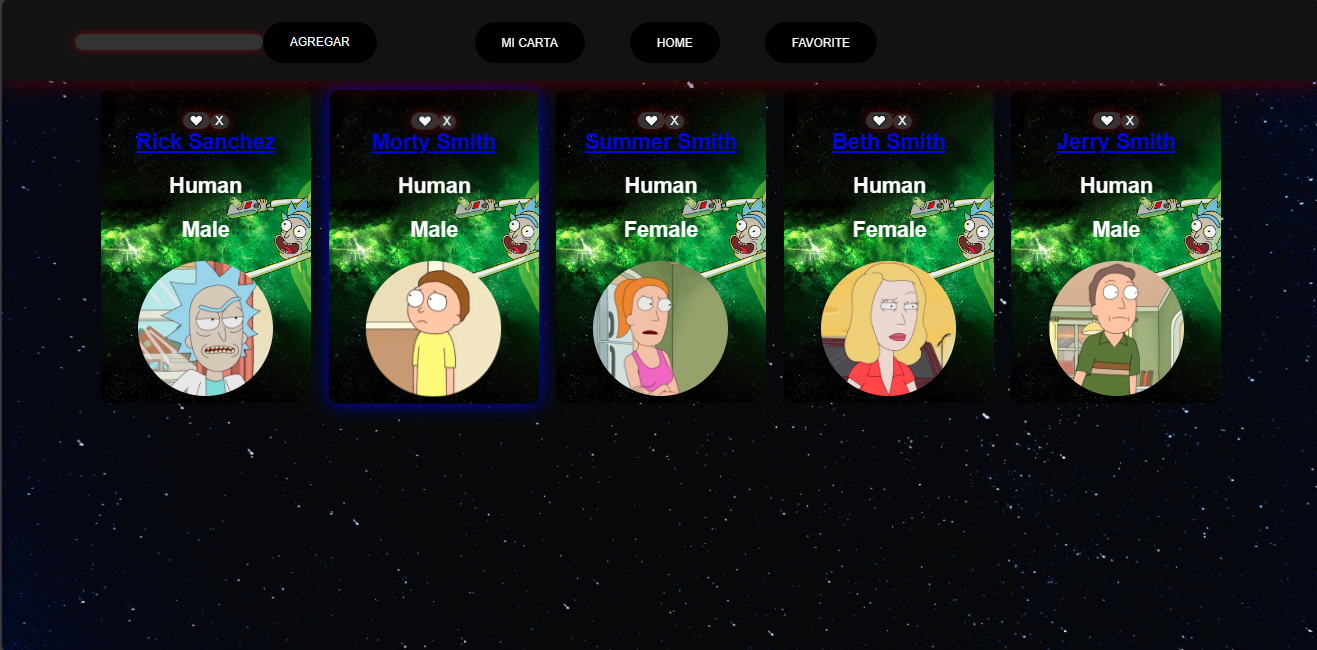 AGREGAR
MI CARTA
HOME
FAVORITE
X
Rick Sanchez
Human
Male
X
Morty Smith
Human
Male
X
Summer Smith
Human
Female
X
Beth Smith
Human
Female
X
Jerry Smith
Human
Male